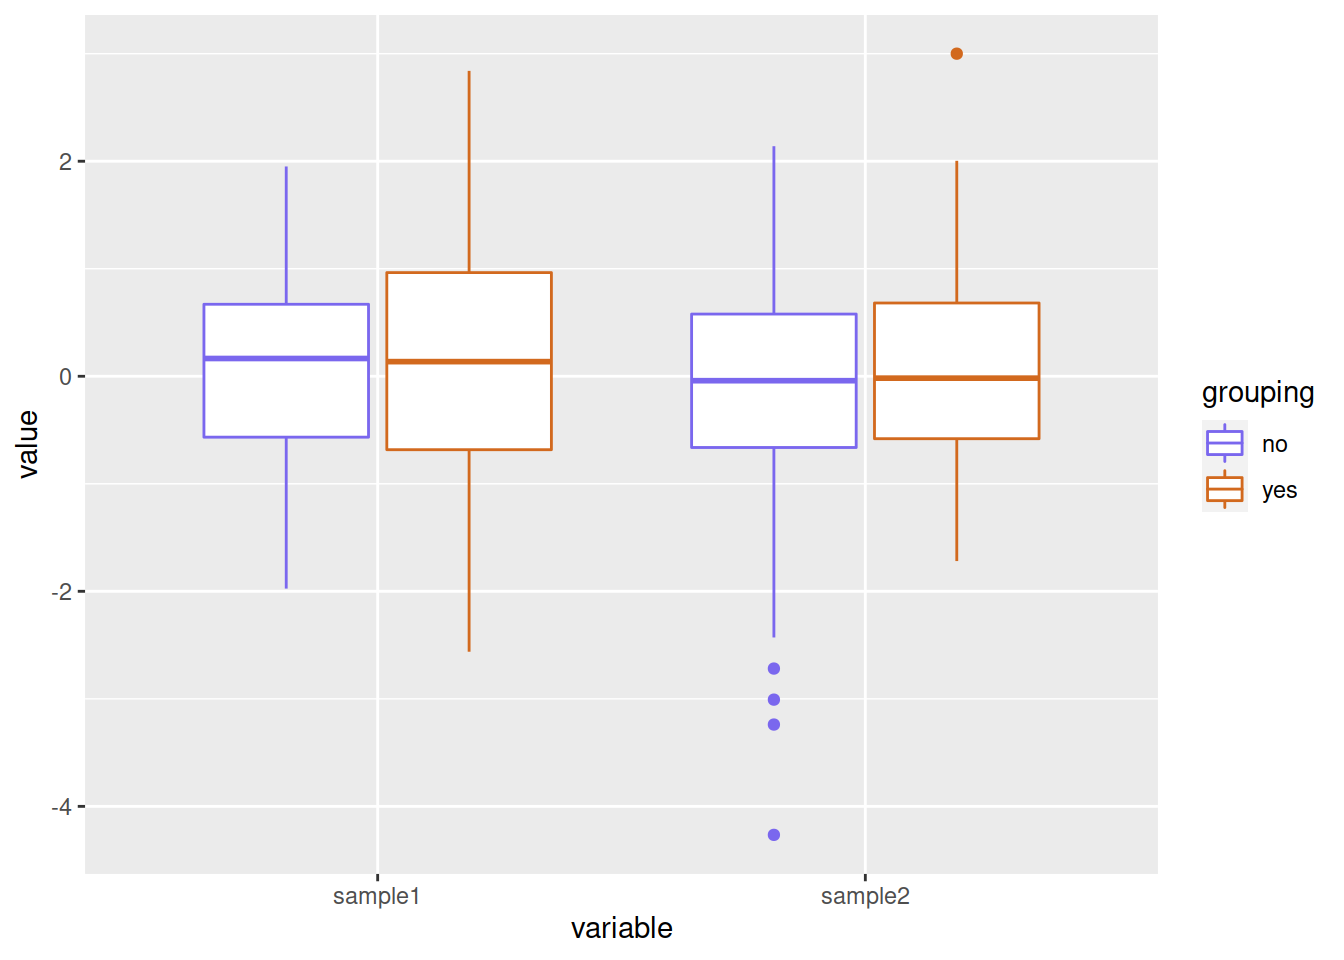 2
0
-2
-4
value
sample1
sample2
variable
grouping
no
yes